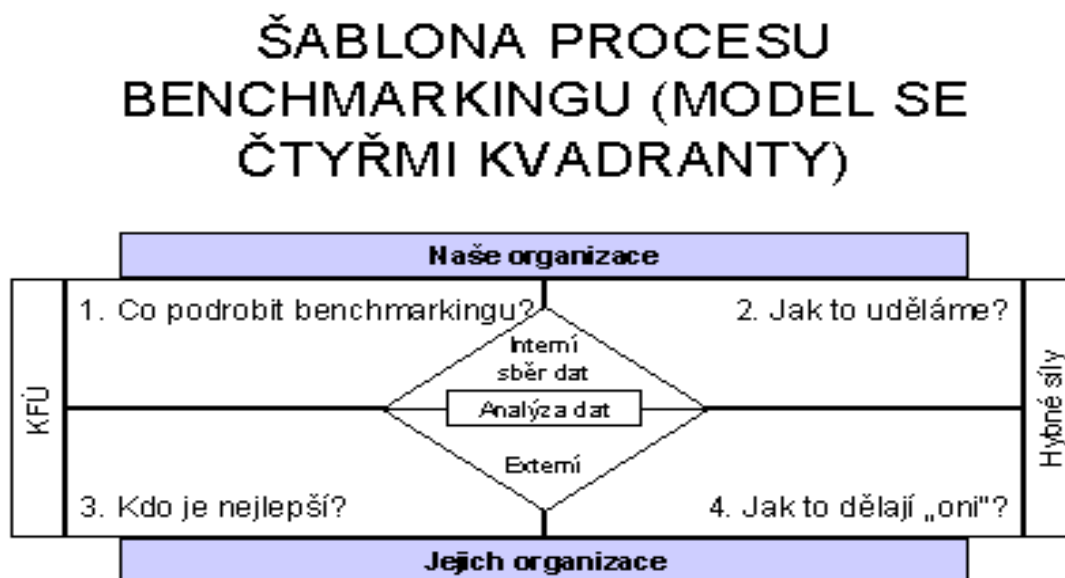 ŠABLONA PROCESU
BENCHMARKINGU (MODEL SE
ČTYŘMI KVADRANTY)
Naše organizace
1. Co podrobit benchmarkingu?
2. Jak to uděláme?
Interní
sběr dat
KFÚ
Analýza dat
Hybné síly
Externí
3. Kdo je nejlepší?
4. Jak to dělají „oni"?
Jejich organizace